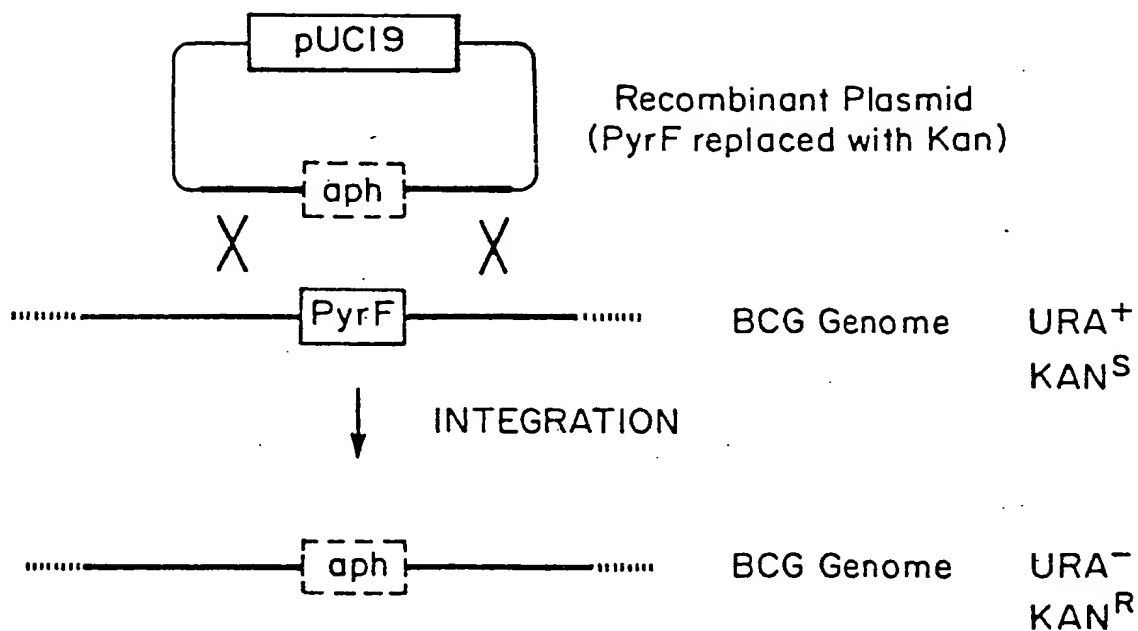 pUC19
Recombinant Plasmid
(PyrF replaced with Kan)
aph
PyrF
BCG Genome URA⁺
KANˢ
INTEGRATION
aph
BCG Genome URA⁻
KANᴿ